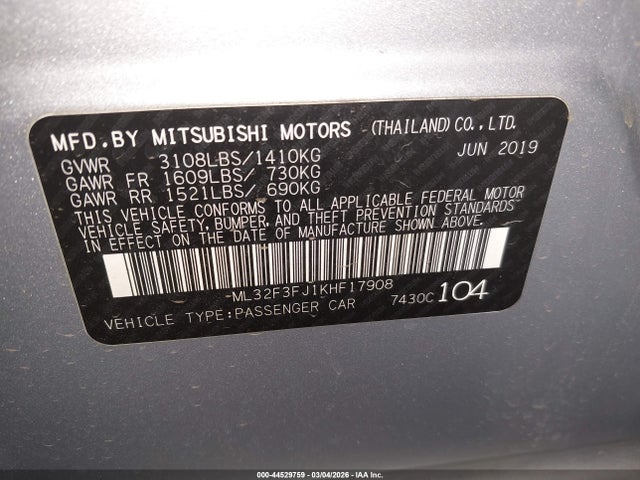 MFD.BY MITSUBISHI MOTORS (THAILAND) CO.,LTD.
GVWR 3108LBS/1410KG JUN 2019
GAWR FR 1609LBS/ 730KG
GAWR RR 1521LBS/ 690KG
THIS VEHICLE CONFORMS TO ALL APPLICABLE FEDERAL MOTOR
VEHICLE SAFETY, BUMPER, AND THEFT PREVENTION STANDARDS
IN EFFECT ON THE DATE OF MANUFACTURE SHOWN ABOVE.
-ML32F3FJ1KHF17908
VEHICLE TYPE:PASSENGER CAR 7430C 104
000-44529759 - 03/04/2026 - IAA Inc.